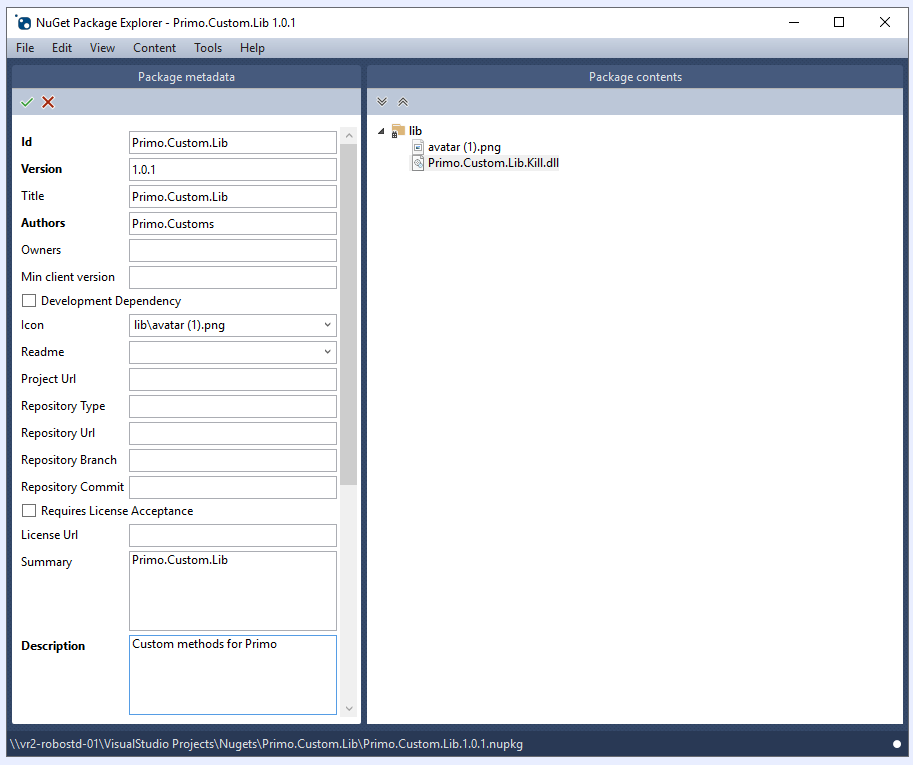 NuGet Package Explorer - Primo.Custom.Lib 1.0.1
File Edit View Content Tools Help
Package metadata
Id Primo.Custom.Lib
Version 1.0.1
Title Primo.Custom.Lib
Authors Primo.Customs
Owners
Min client version
Development Dependency
Icon lib\avatar (1).png
Readme
Project Url
Repository Type
Repository Url
Repository Branch
Repository Commit
Requires License Acceptance
License Url
Summary Primo.Custom.Lib
Description Custom methods for Primo
Package contents
lib
avatar (1).png
Primo.Custom.Lib.Kill.dll
\\vr2-robostd-01\VisualStudio Projects\Nugets\Primo.Custom.Lib\Primo.Custom.Lib.1.0.1.nupkg